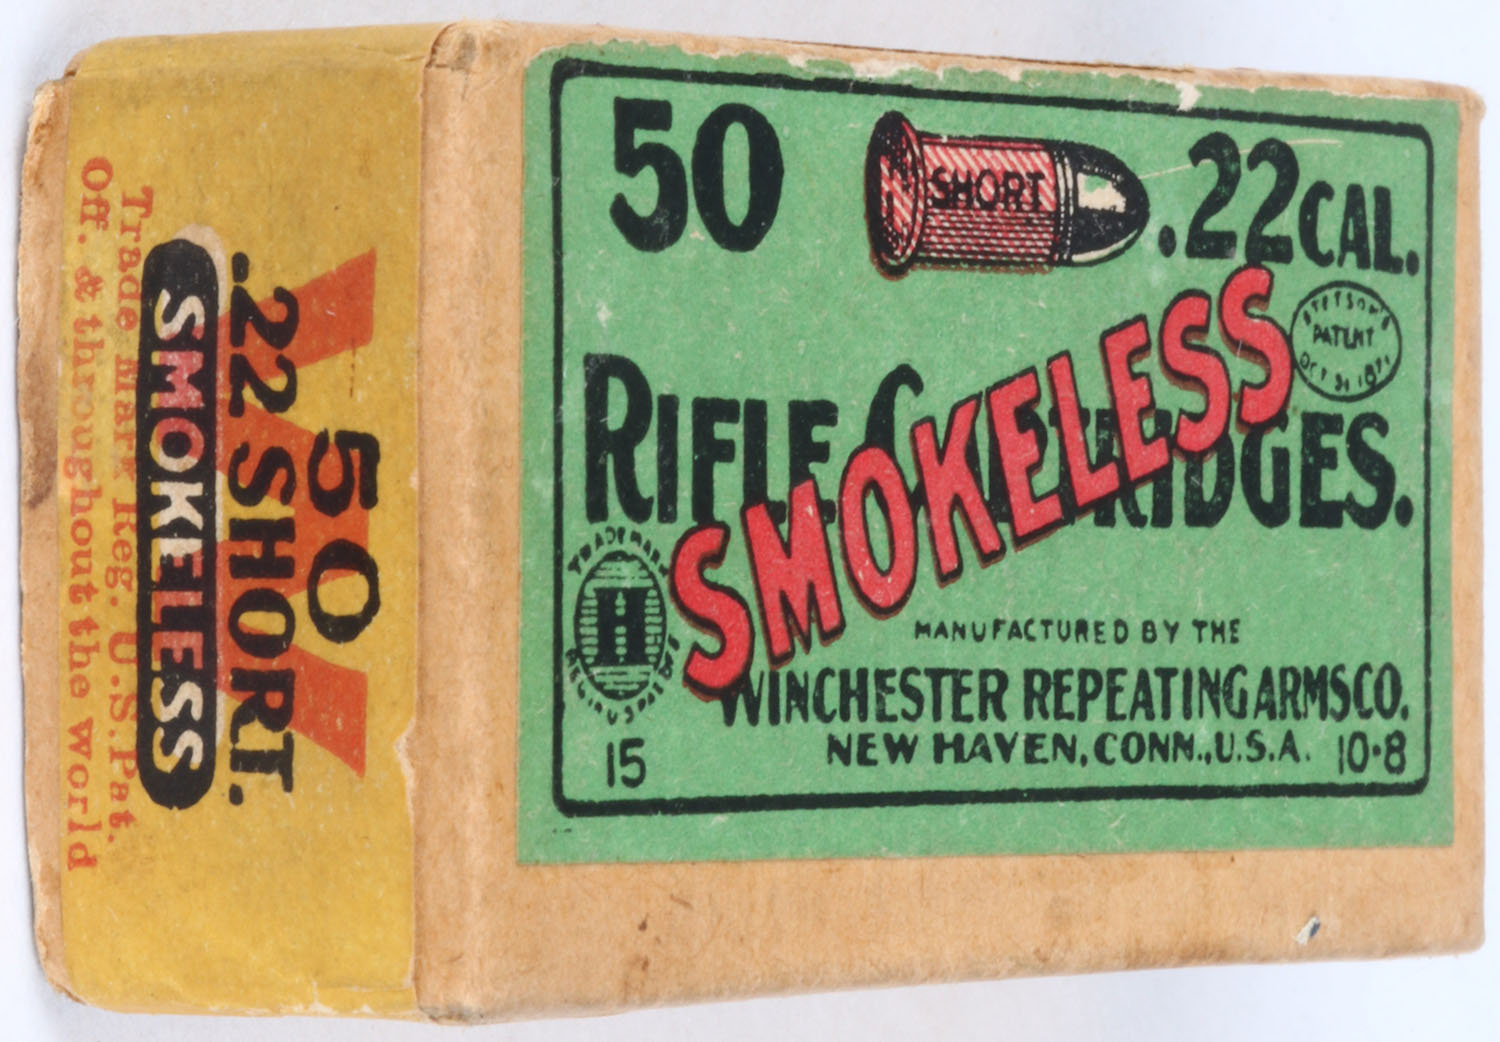 50
SHORT
.22 CAL.
STETSON'S
PATENT
OCT 31 1871
RIFLE CARTRIDGES.
SMOKELESS
TRADE MARK
H
MANUFACTURED BY THE
WINCHESTER REPEATING ARMS CO.
NEW HAVEN, CONN., U.S.A.
15
10-8
50
.22 SHORT.
W
SMOKELESS
Trade Mark Reg. U.S. Pat.
Off. & throughout the world